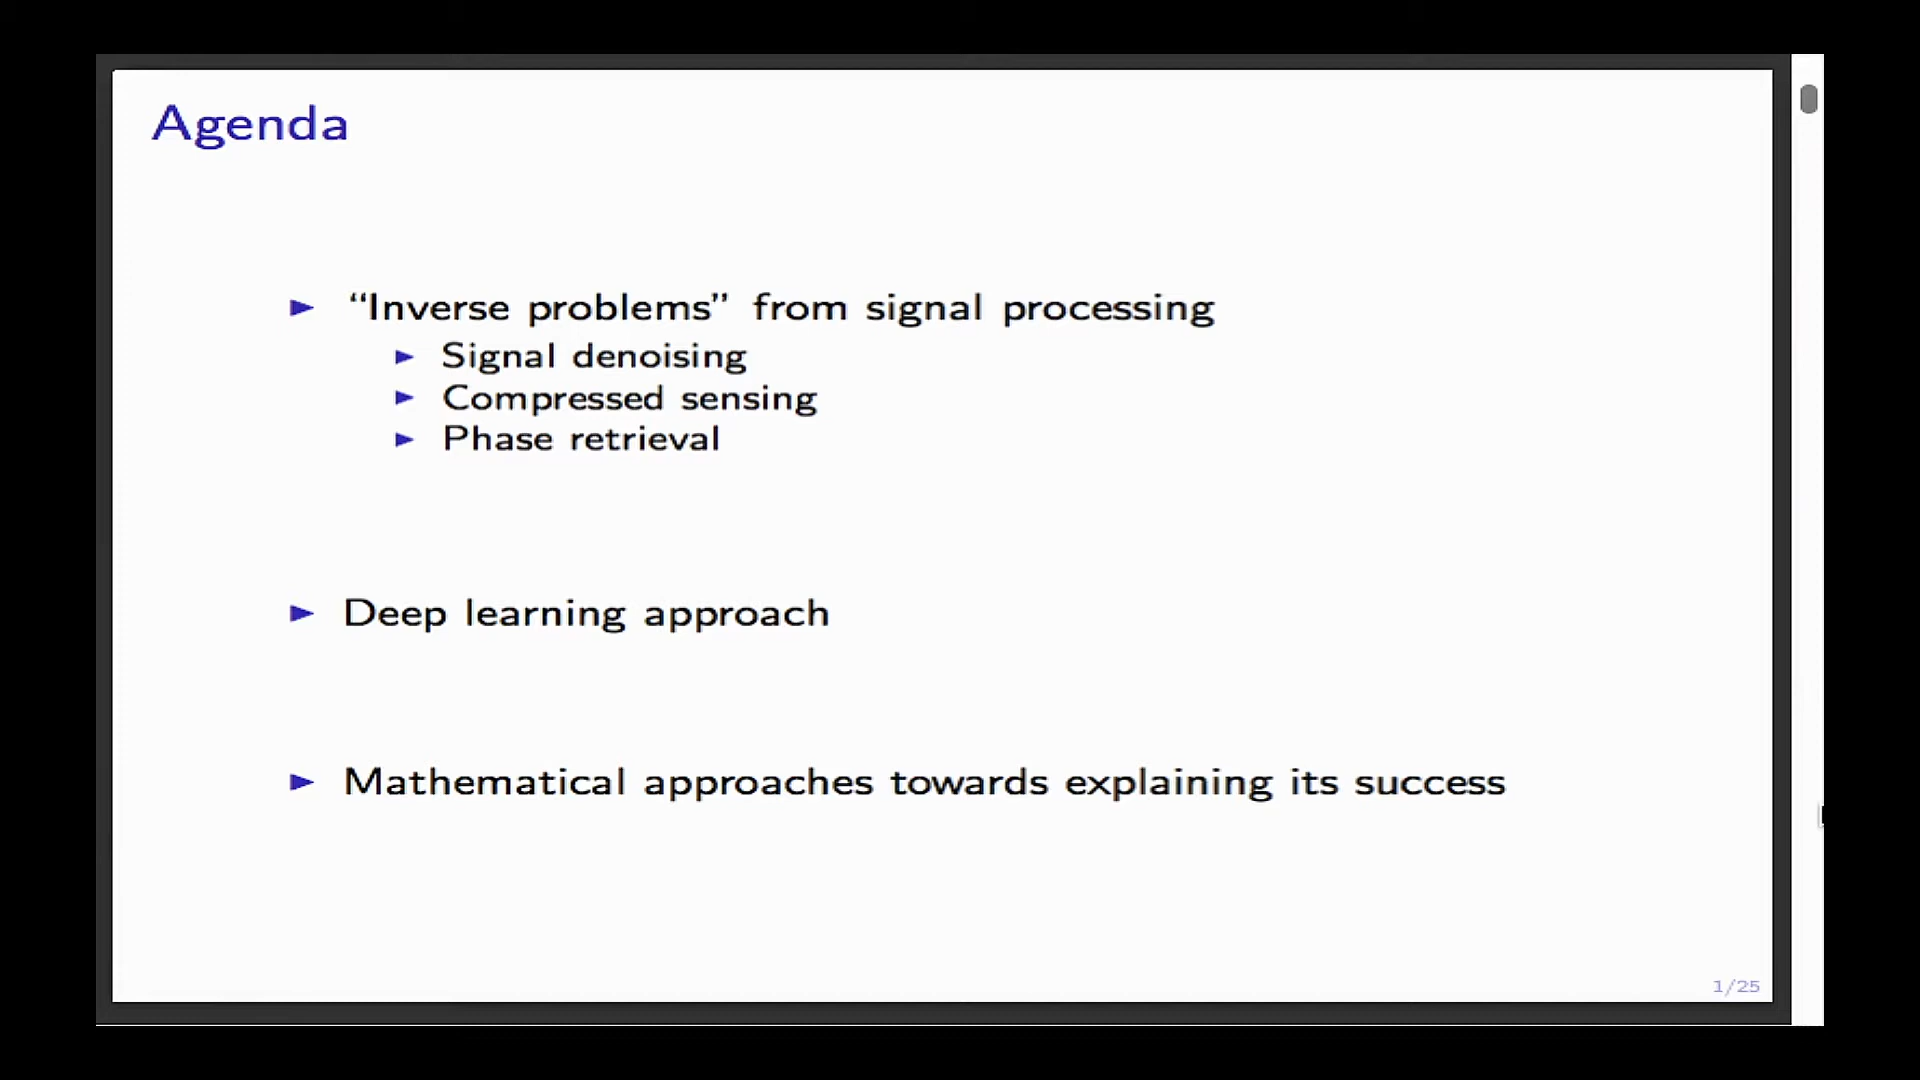 Agenda
► “Inverse problems” from signal processing
► Signal denoising
► Compressed sensing
► Phase retrieval
► Deep learning approach
► Mathematical approaches towards explaining its success
1/25